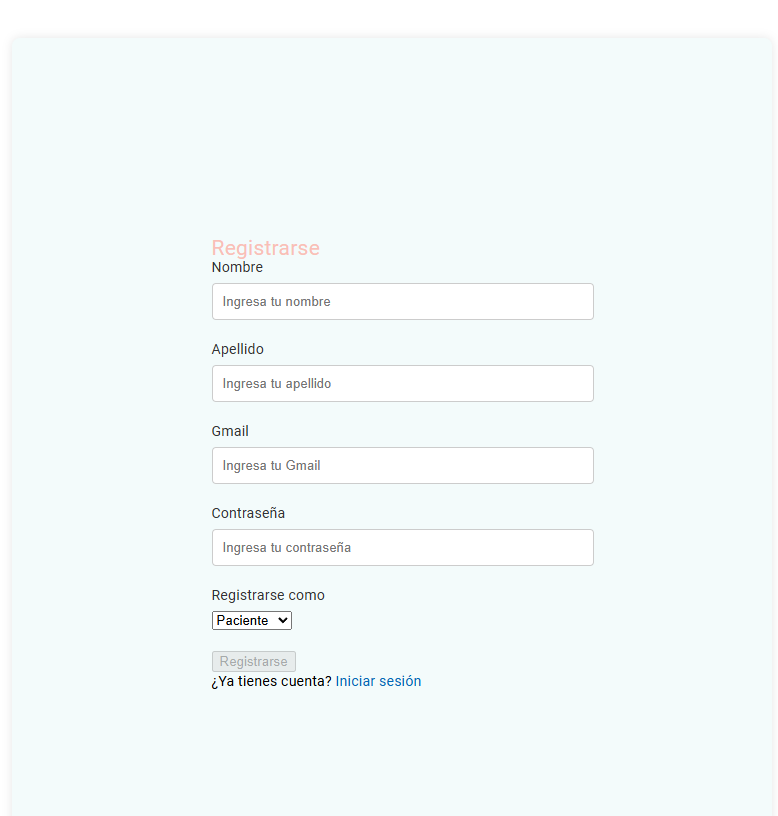 Registrarse
Nombre
Ingresa tu nombre
Apellido
Ingresa tu apellido
Gmail
Ingresa tu Gmail
Contraseña
Ingresa tu contraseña
Registrarse como
Paciente
Registrarse
¿Ya tienes cuenta? Iniciar sesión